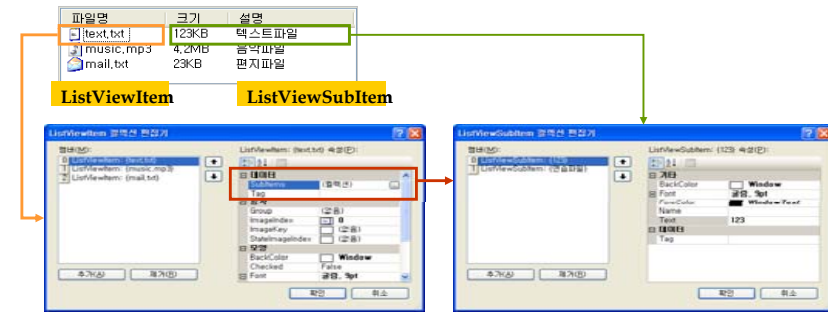 파일명 크기 설명
text.txt 123KB 텍스트파일
music.mp3 4.2MB 음악파일
mail.txt 23KB 편지파일
ListViewItem ListViewSubItem
ListViewItem 컬렉션 편집기
멤버(M):
0 ListViewItem: {text.txt}
1 ListViewItem: {music.mp3}
2 ListViewItem: {mail.txt}
추가(A) 제거(R)
ListViewItem: {text.txt} 속성(P):
데이터
SubItems (컬렉션)
Tag
Group (없음)
ImageIndex 0
ImageKey (없음)
StateImageIndex (없음)
모양
BackColor Window
Checked False
Font 굴림, 9pt
확인 취소
ListViewSubItem 컬렉션 편집기
멤버(M):
0 ListViewSubItem: {123}
1 ListViewSubItem:
추가(A) 제거(R)
ListViewSubItem: {123} 속성(P):
기타
BackColor Window
Font 굴림, 9pt
ForeColor WindowText
Name
Text 123
데이터
Tag
확인 취소